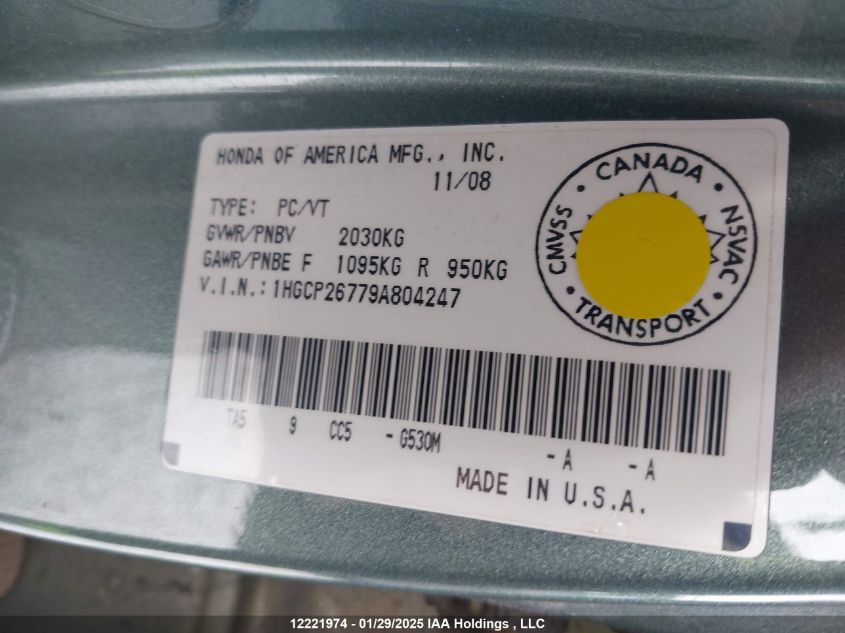 HONDA OF AMERICA MFG., INC.
11/08
TYPE: PC/VT
GVWR/PNBV 2030KG
GAWR/PNBE F 1095KG R 950KG
V.I.N.: 1HGCP26779A804247
CANADA
CMVSS
NSVAC
TRANSPORT
TA5 9 CC5 -G530M -A -A
MADE IN U.S.A.
12221974 - 01/29/2025 IAA Holdings , LLC